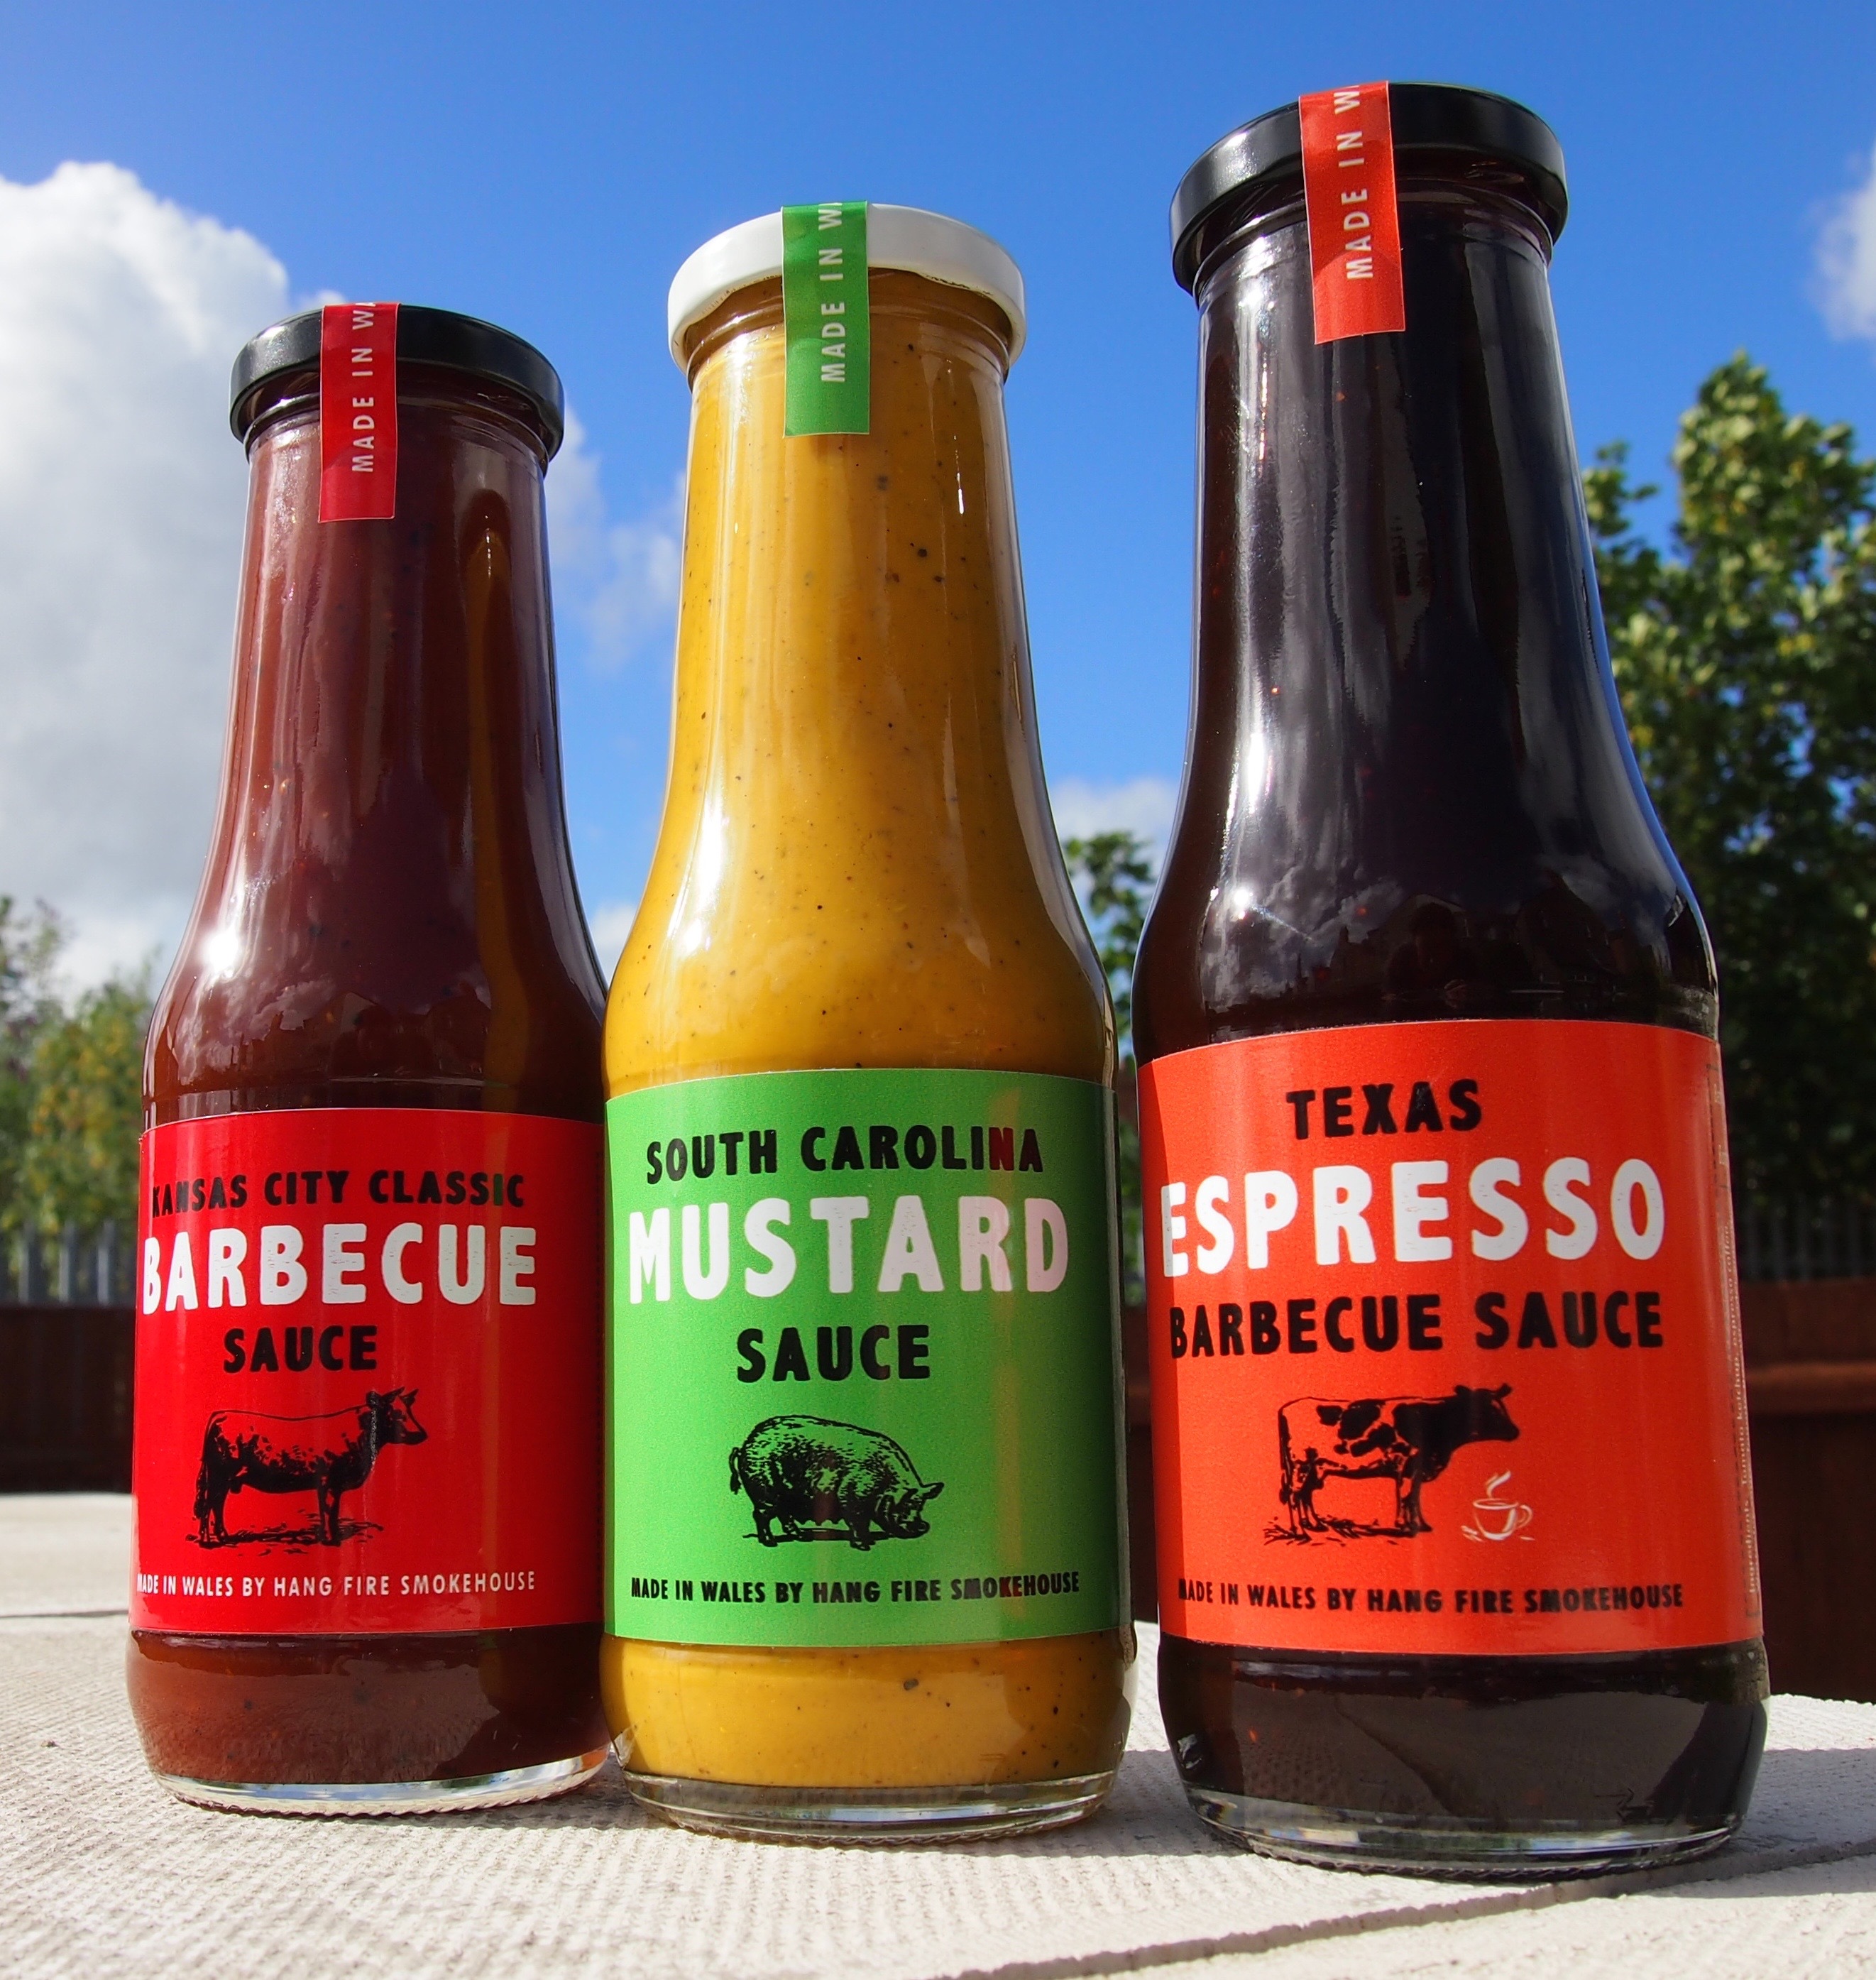 MADE IN
KANSAS CITY CLASSIC
BARBECUE
SAUCE
MADE IN WALES BY HANG FIRE SMOKEHOUSE
MADE IN
SOUTH CAROLINA
MUSTARD
SAUCE
MADE IN WALES BY HANG FIRE SMOKEHOUSE
MADE IN
TEXAS
ESPRESSO
BARBECUE SAUCE
MADE IN WALES BY HANG FIRE SMOKEHOUSE